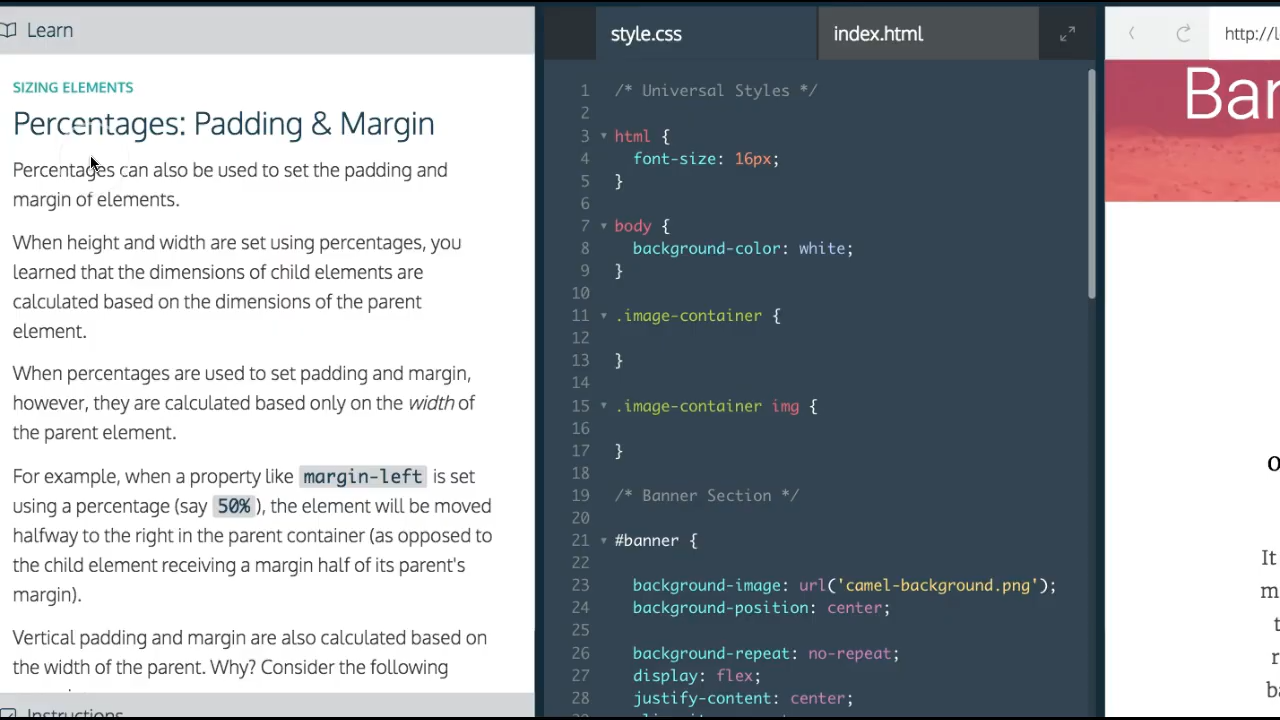 Learn
SIZING ELEMENTS
Percentages: Padding & Margin
Percentages can also be used to set the padding and
margin of elements.
When height and width are set using percentages, you
learned that the dimensions of child elements are
calculated based on the dimensions of the parent
element.
When percentages are used to set padding and margin,
however, they are calculated based only on the width of
the parent element.
For example, when a property like margin-left is set
using a percentage (say 50%), the element will be moved
halfway to the right in the parent container (as opposed to
the child element receiving a margin half of its parent's
margin).
Vertical padding and margin are also calculated based on
the width of the parent. Why? Consider the following
Instructions
style.css
index.html
1 /* Universal Styles */
2
3 html {
4 font-size: 16px;
5 }
6
7 body {
8 background-color: white;
9 }
10
11 .image-container {
12
13 }
14
15 .image-container img {
16
17 }
18
19 /* Banner Section */
20
21 #banner {
22
23 background-image: url('camel-background.png');
24 background-position: center;
25
26 background-repeat: no-repeat;
27 display: flex;
28 justify-content: center;
http://l
Bar
It